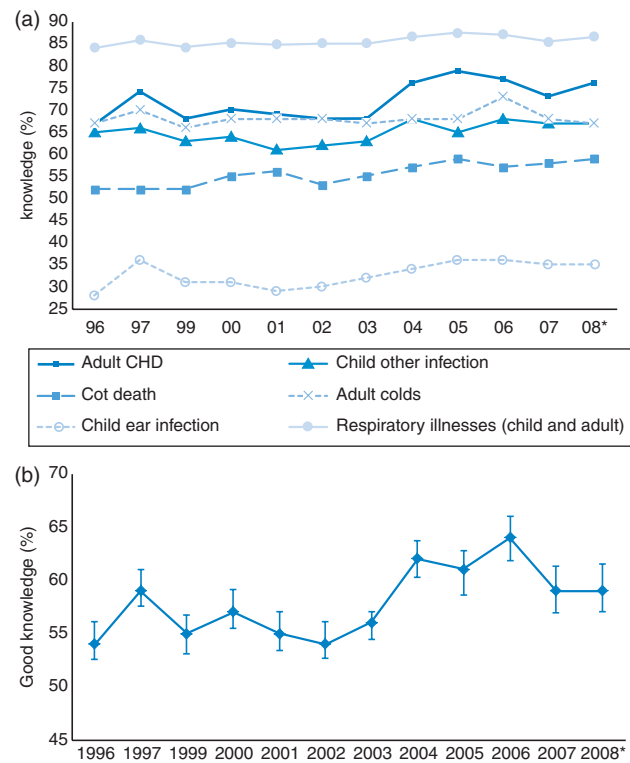 (a)
90
85
80
75
70
65
60
55
50
45
40
35
30
25
knowledge (%)
96 97 99 00 01 02 03 04 05 06 07 08*
Adult CHD Child other infection
Cot death Adult colds
Child ear infection Respiratory illnesses (child and adult)
(b)
70
65
60
55
50
45
Good knowledge (%)
1996 1997 1999 2000 2001 2002 2003 2004 2005 2006 2007 2008*